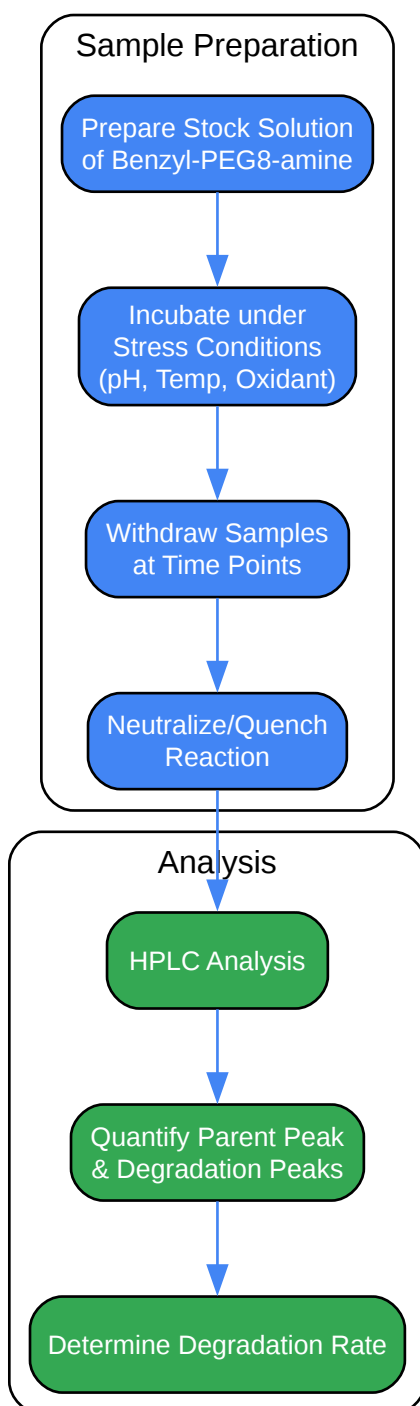 Sample Preparation
Prepare Stock Solution
of Benzyl-PEG8-amine
Incubate under
Stress Conditions
(pH, Temp, Oxidant)
Withdraw Samples
at Time Points
Neutralize/Quench
Reaction
Analysis
HPLC Analysis
Quantify Parent Peak
& Degradation Peaks
Determine Degradation Rate